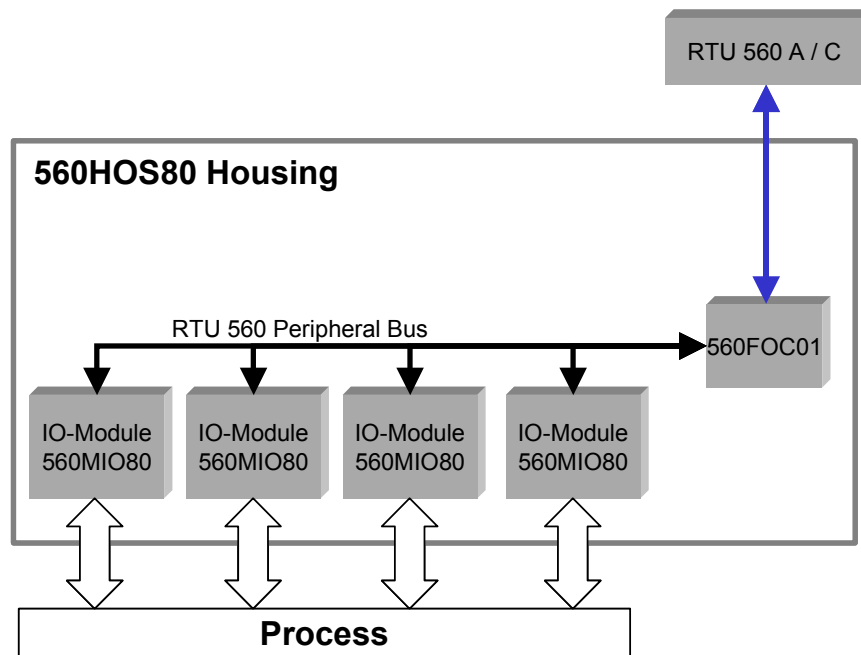 RTU 560 A / C
560HOS80 Housing
RTU 560 Peripheral Bus
560FOC01
IO-Module
560MIO80
IO-Module
560MIO80
IO-Module
560MIO80
IO-Module
560MIO80
Process